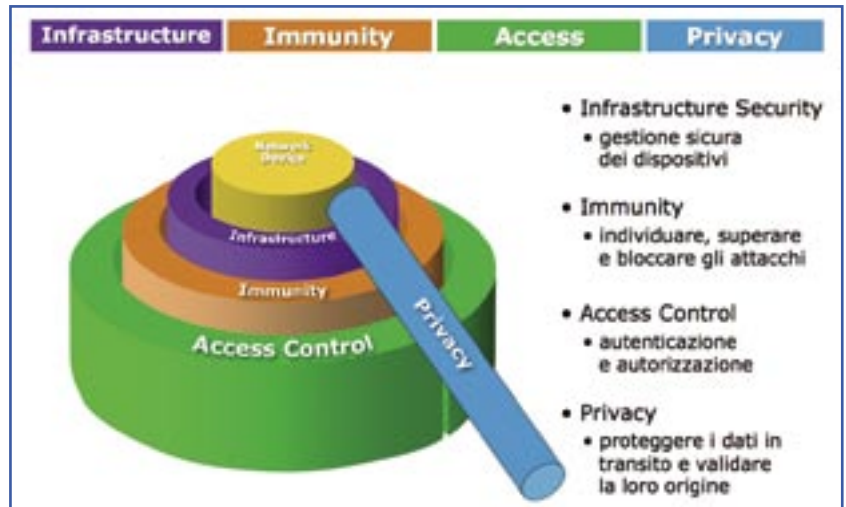 Infrastructure Immunity Access Privacy
Network
Device
Infrastructure
Immunity
Access Control
Privacy
• Infrastructure Security
• gestione sicura
dei dispositivi
• Immunity
• individuare, superare
e bloccare gli attacchi
• Access Control
• autenticazione
e autorizzazione
• Privacy
• proteggere i dati in
transito e validare
la loro origine